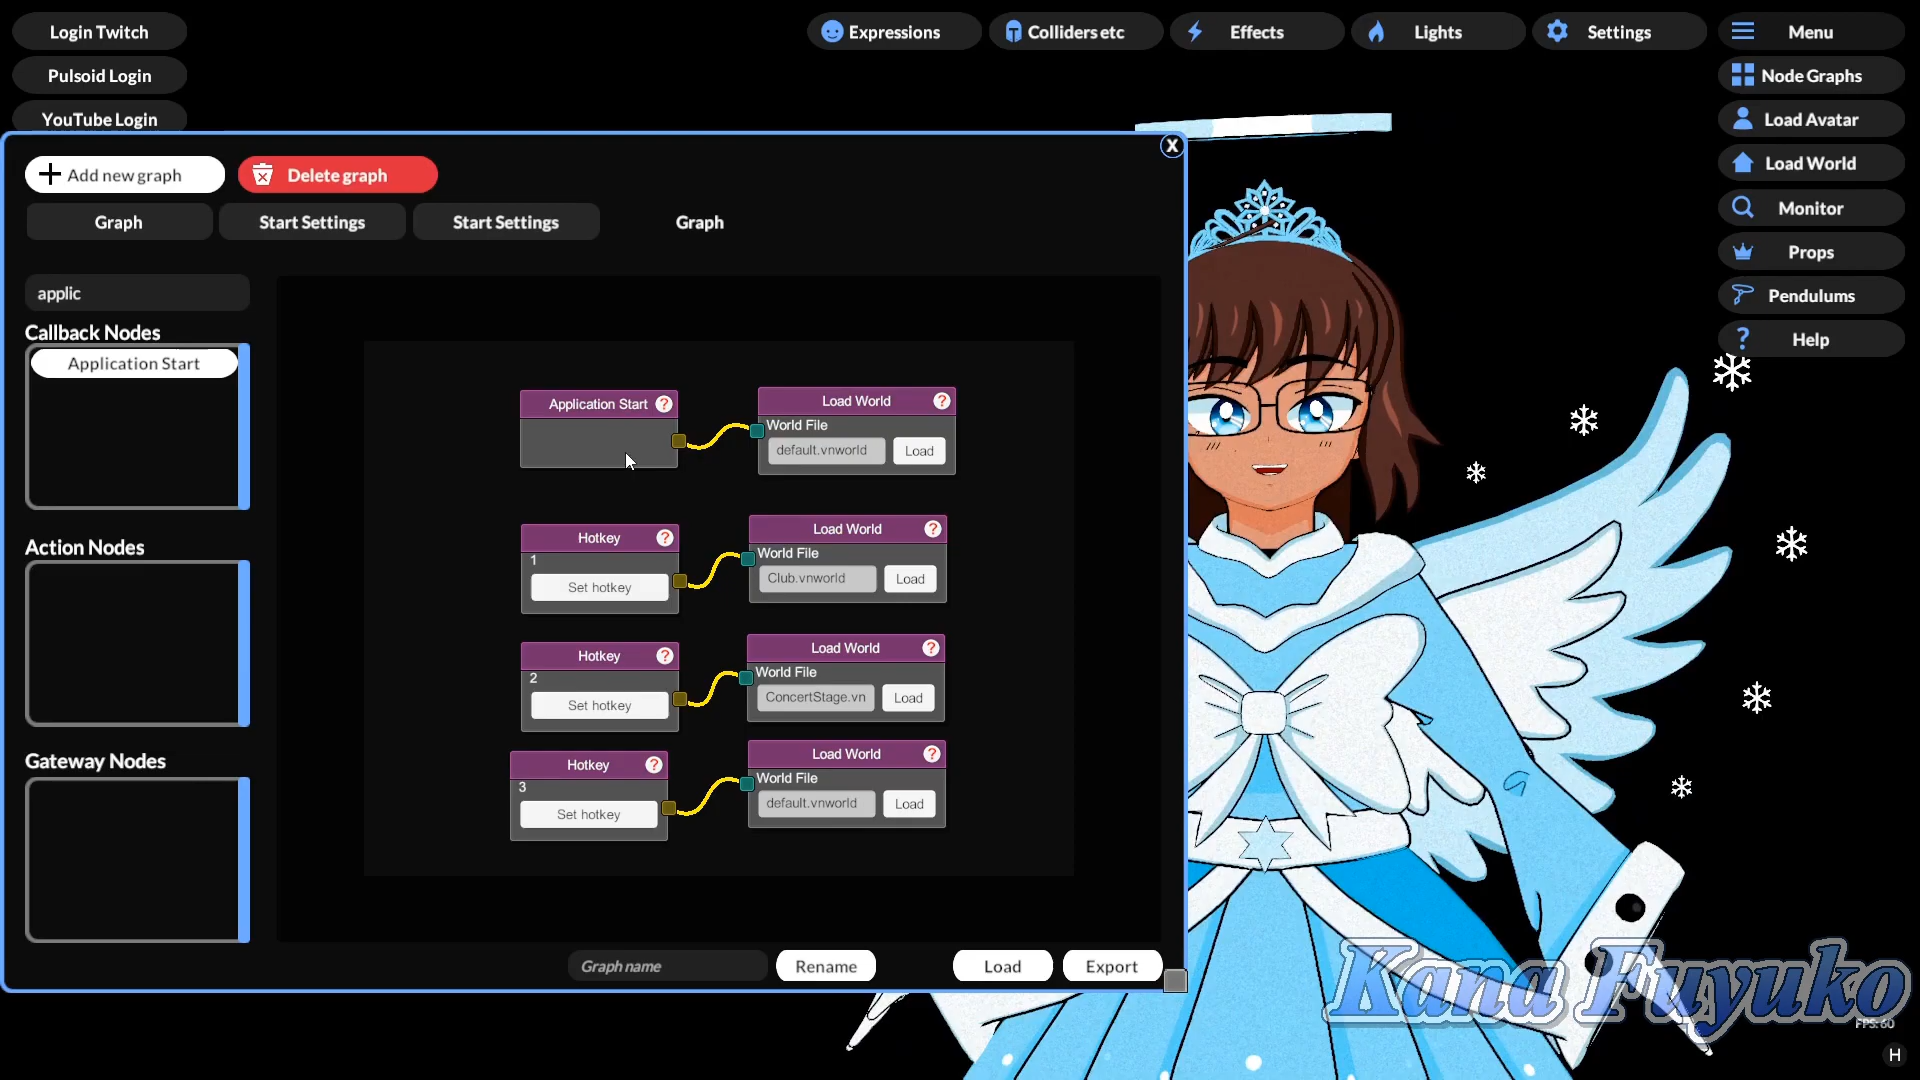 Login Twitch
Pulsoid Login
YouTube Login
Expressions
Colliders etc
Effects
Lights
Settings
Menu
Node Graphs
Load Avatar
Load World
Monitor
Props
Pendulums
? Help
X
Add new graph
Delete graph
Graph
Start Settings
Start Settings
Graph
applic
Callback Nodes
Application Start
Action Nodes
Gateway Nodes
Application Start ?
Load World ?
World File
default.vnworld Load
Hotkey ?
1
Set hotkey
Load World ?
World File
Club.vnworld Load
Hotkey ?
2
Set hotkey
Load World ?
World File
ConcertStage.vn Load
Hotkey ?
3
Set hotkey
Load World ?
World File
default.vnworld Load
Graph name
Rename
Load
Export
Kana Fuyuko
FPS: 60
H